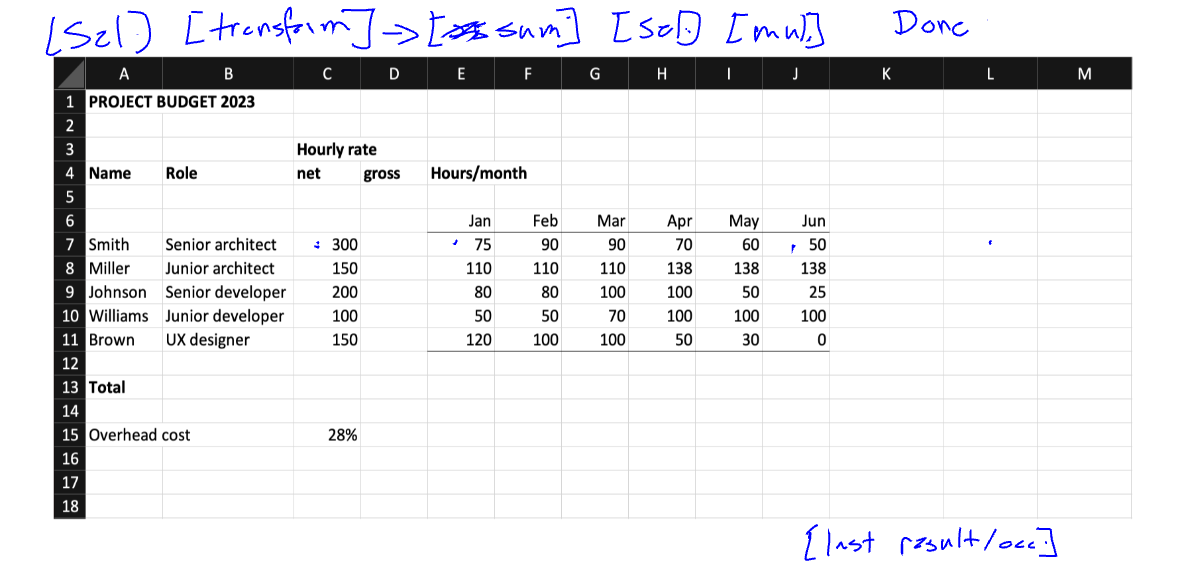 [Sel.] [transform] → [sum] [Sel.] [mul.] Done
A B C D E F G H I J K L M
1 PROJECT BUDGET 2023
2
3 Hourly rate
4 Name Role net gross Hours/month
5
6 Jan Feb Mar Apr May Jun
7 Smith Senior architect 300 75 90 90 70 60 50
8 Miller Junior architect 150 110 110 110 138 138 138
9 Johnson Senior developer 200 80 80 100 100 50 25
10 Williams Junior developer 100 50 50 70 100 100 100
11 Brown UX designer 150 120 100 100 50 30 0
12
13 Total
14
15 Overhead cost 28%
16
17
18
[last result/occ.]